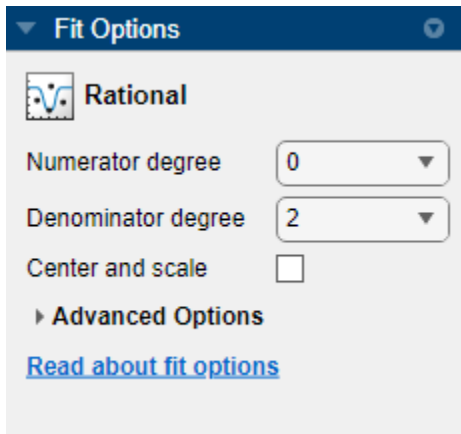 Fit Options
Rational
Numerator degree 0
Denominator degree 2
Center and scale
Advanced Options
Read about fit options